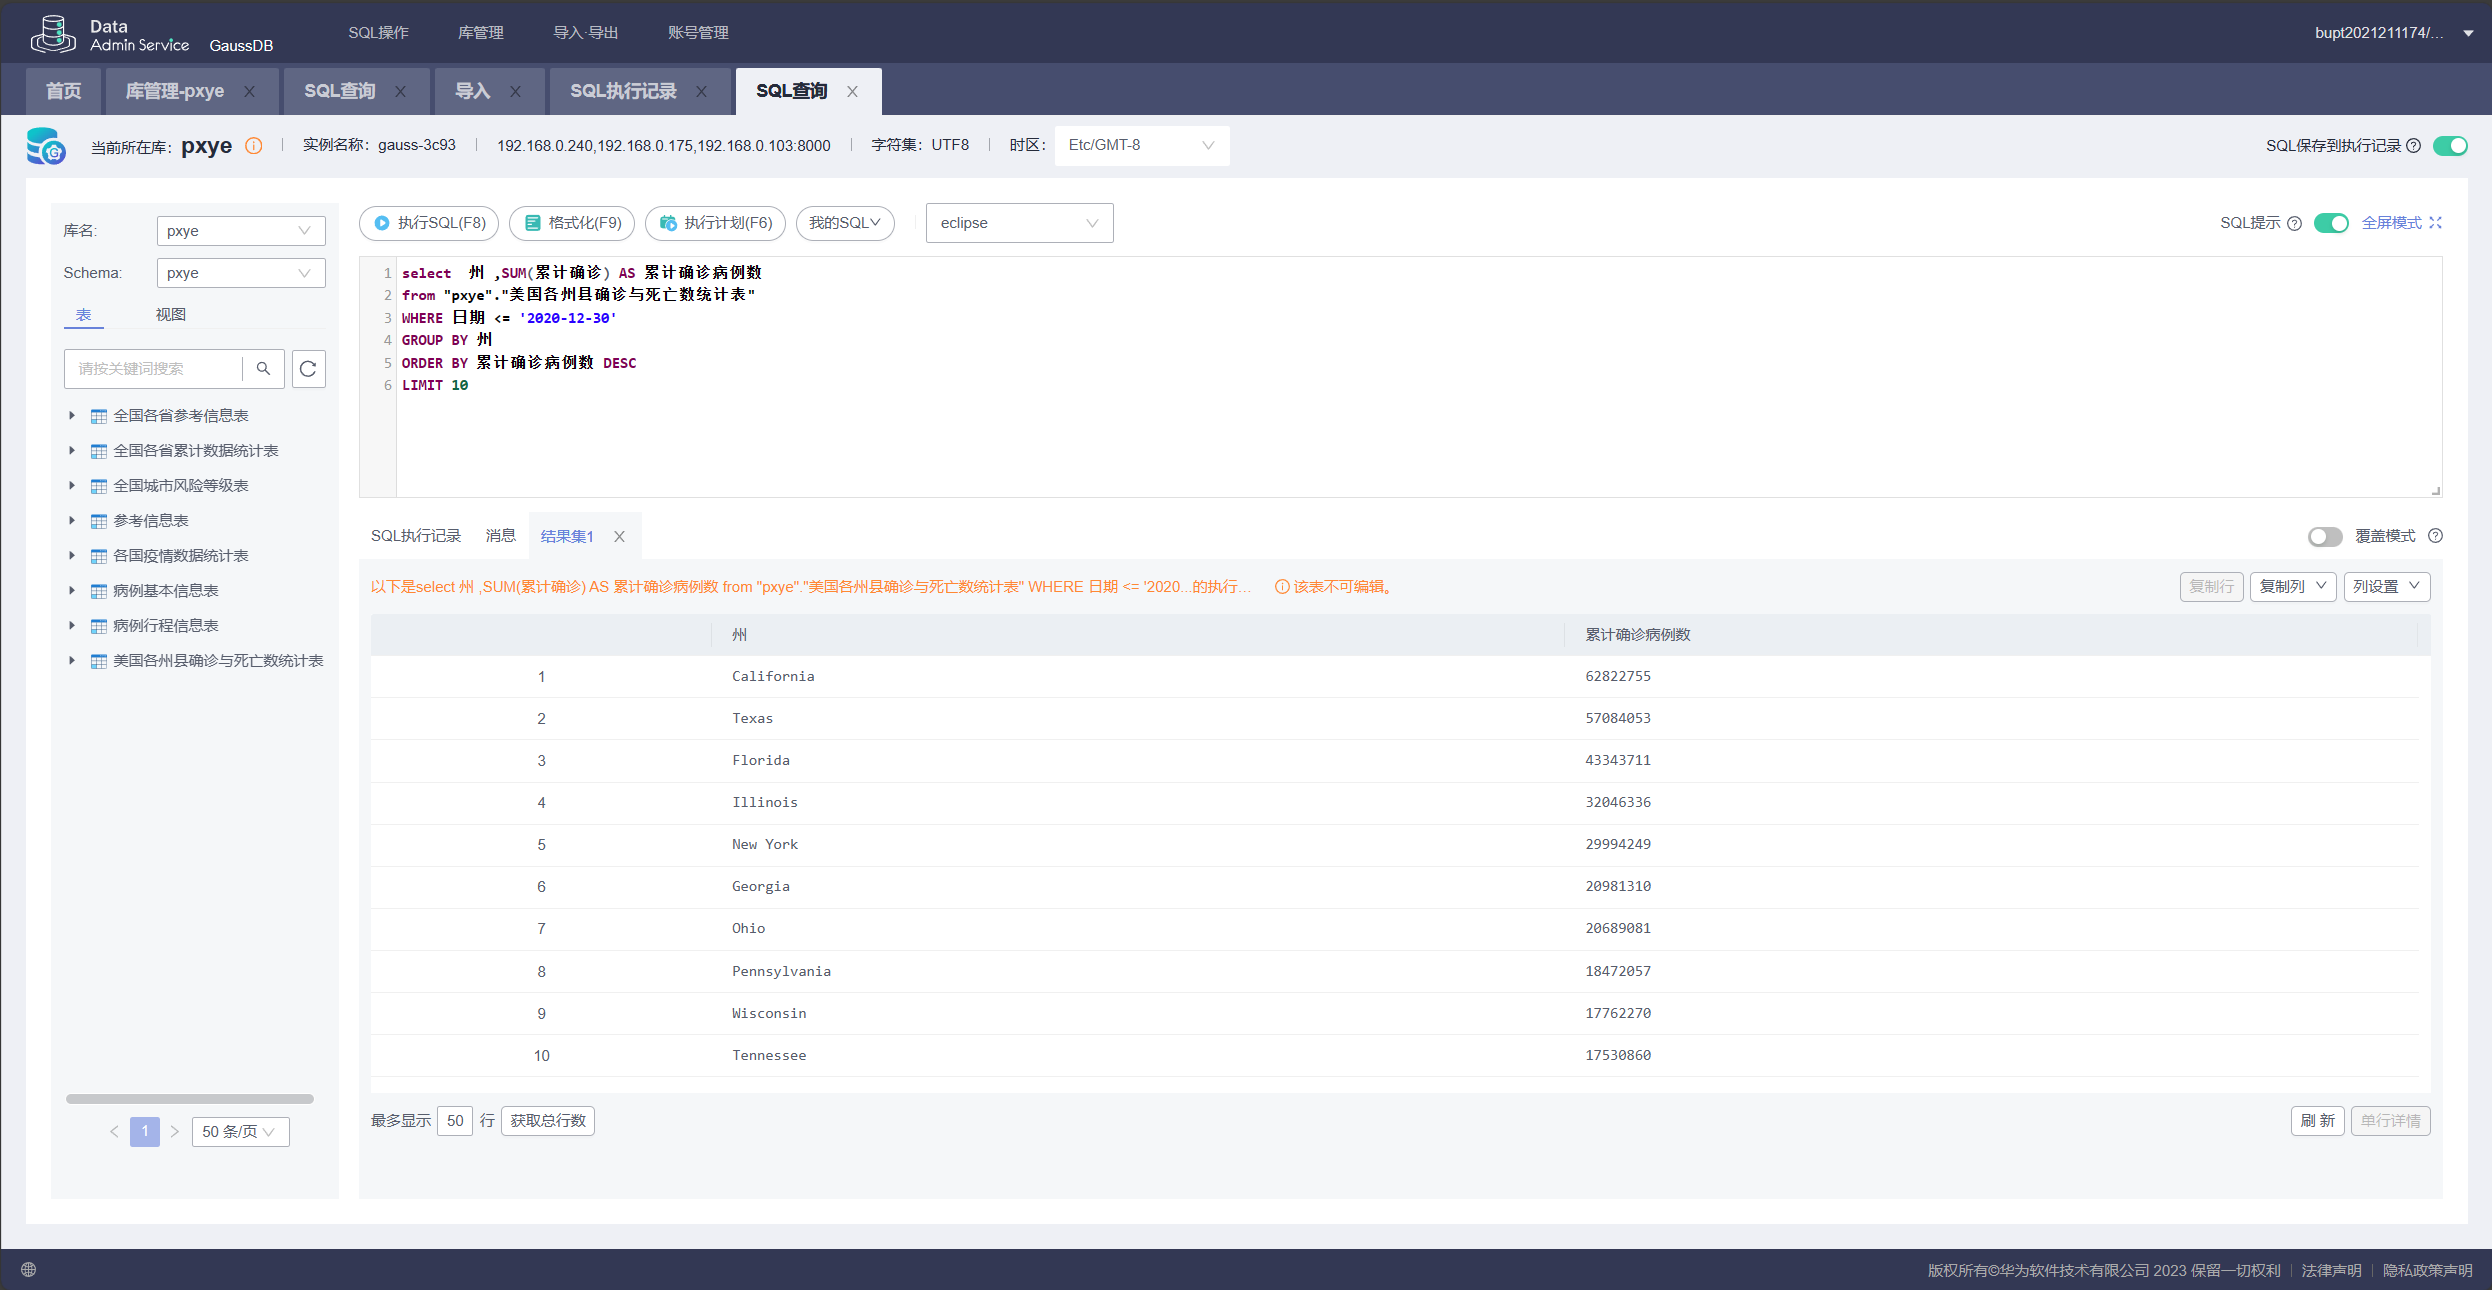 Data
Admin Service
GaussDB
SQL操作
库管理
导入·导出
账号管理
bupt2021211174/...
首页
库管理-pxye
SQL查询
导入
SQL执行记录
SQL查询
当前所在库: pxye
实例名称: gauss-3c93
192.168.0.240,192.168.0.175,192.168.0.103:8000
字符集: UTF8
时区: Etc/GMT-8
SQL保存到执行记录
库名: pxye
Schema: pxye
表
视图
请按关键词搜索
全国各省参考信息表
全国各省累计数据统计表
全国城市风险等级表
参考信息表
各国疫情数据统计表
病例基本信息表
病例行程信息表
美国各州县确诊与死亡数统计表
1
50 条/页
执行SQL(F8)
格式化(F9)
执行计划(F6)
我的SQL
eclipse
SQL提示
全屏模式
1 select 州 ,SUM(累计确诊) AS 累计确诊病例数
2 from "pxye"."美国各州县确诊与死亡数统计表"
3 WHERE 日期 <= '2020-12-30'
4 GROUP BY 州
5 ORDER BY 累计确诊病例数 DESC
6 LIMIT 10
SQL执行记录
消息
结果集1
覆盖模式
以下是select 州 ,SUM(累计确诊) AS 累计确诊病例数 from "pxye"."美国各州县确诊与死亡数统计表" WHERE 日期 <= '2020...的执行...
该表不可编辑。
复制行
复制列
列设置
州 累计确诊病例数
1 California 62822755
2 Texas 57084053
3 Florida 43343711
4 Illinois 32046336
5 New York 29994249
6 Georgia 20981310
7 Ohio 20689081
8 Pennsylvania 18472057
9 Wisconsin 17762270
10 Tennessee 17530860
最多显示 50 行 获取总行数
刷 新
单行详情
版权所有©华为软件技术有限公司 2023 保留一切权利
法律声明
隐私政策声明